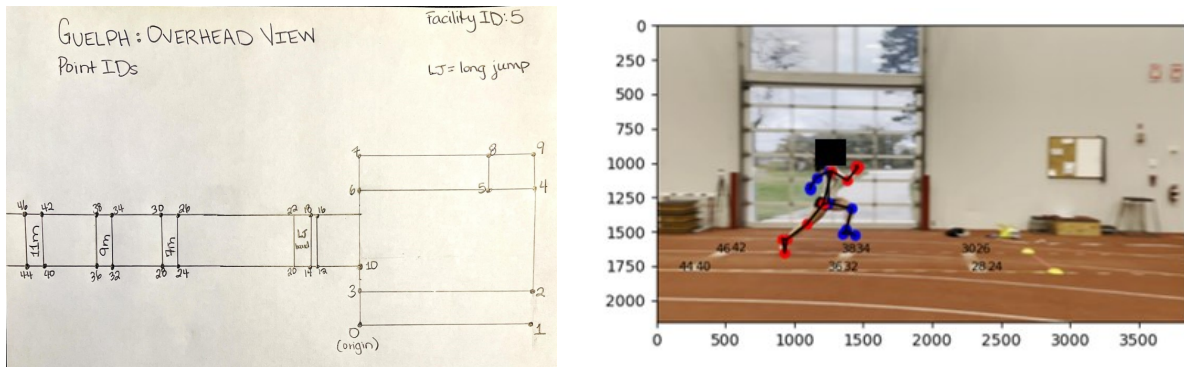 Facility ID: 5
GUELPH: OVERHEAD VIEW
Point IDs
LJ = long jump
7 8 9
6 5 4
46 42 38 34 30 26 22 18 16
11m 9m 7m LJ board
44 40 36 32 28 24 20 14 12 10
3 2
0 1
(origin)
0
250
500
750
1000
1250
1500
1750
2000
0 500 1000 1500 2000 2500 3000 3500
4642 3834 3026
4440 3632 2824